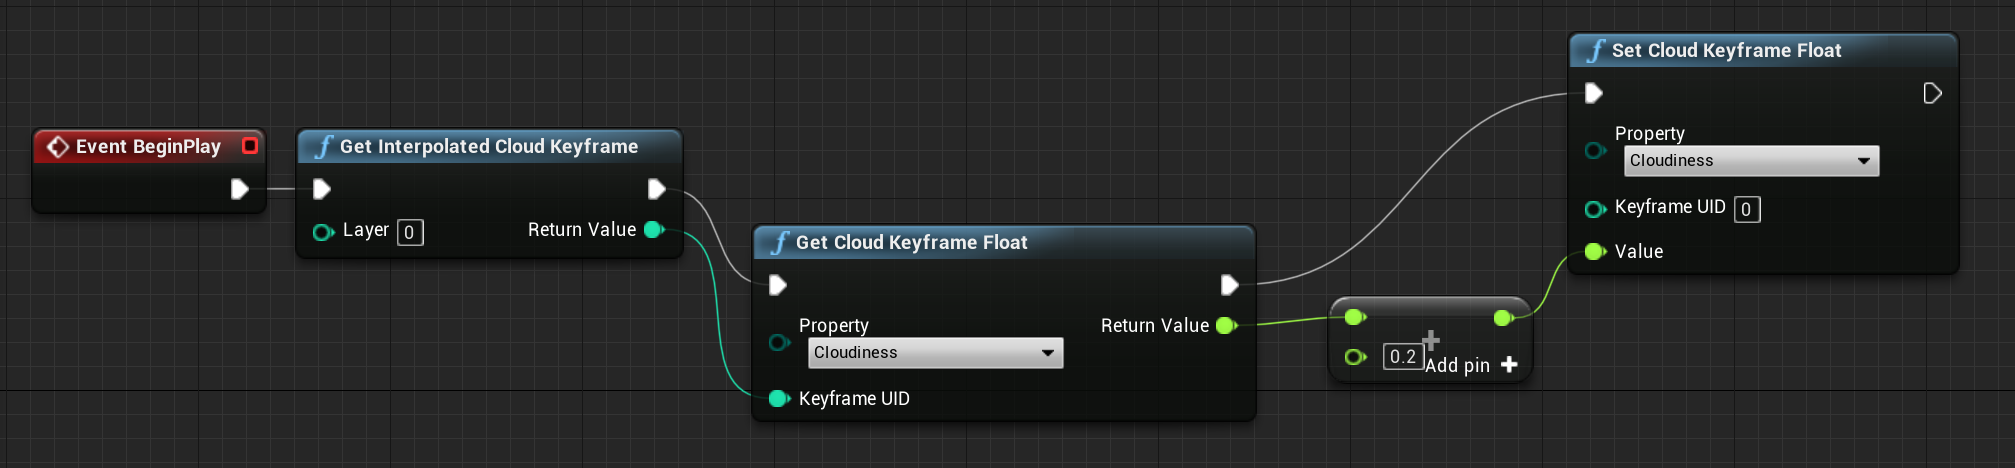 Event BeginPlay
f Get Interpolated Cloud Keyframe
Layer 0 Return Value
f Get Cloud Keyframe Float
Property
Cloudiness
Return Value
Keyframe UID
0.2
Add pin +
f Set Cloud Keyframe Float
Property
Cloudiness
Keyframe UID 0
Value